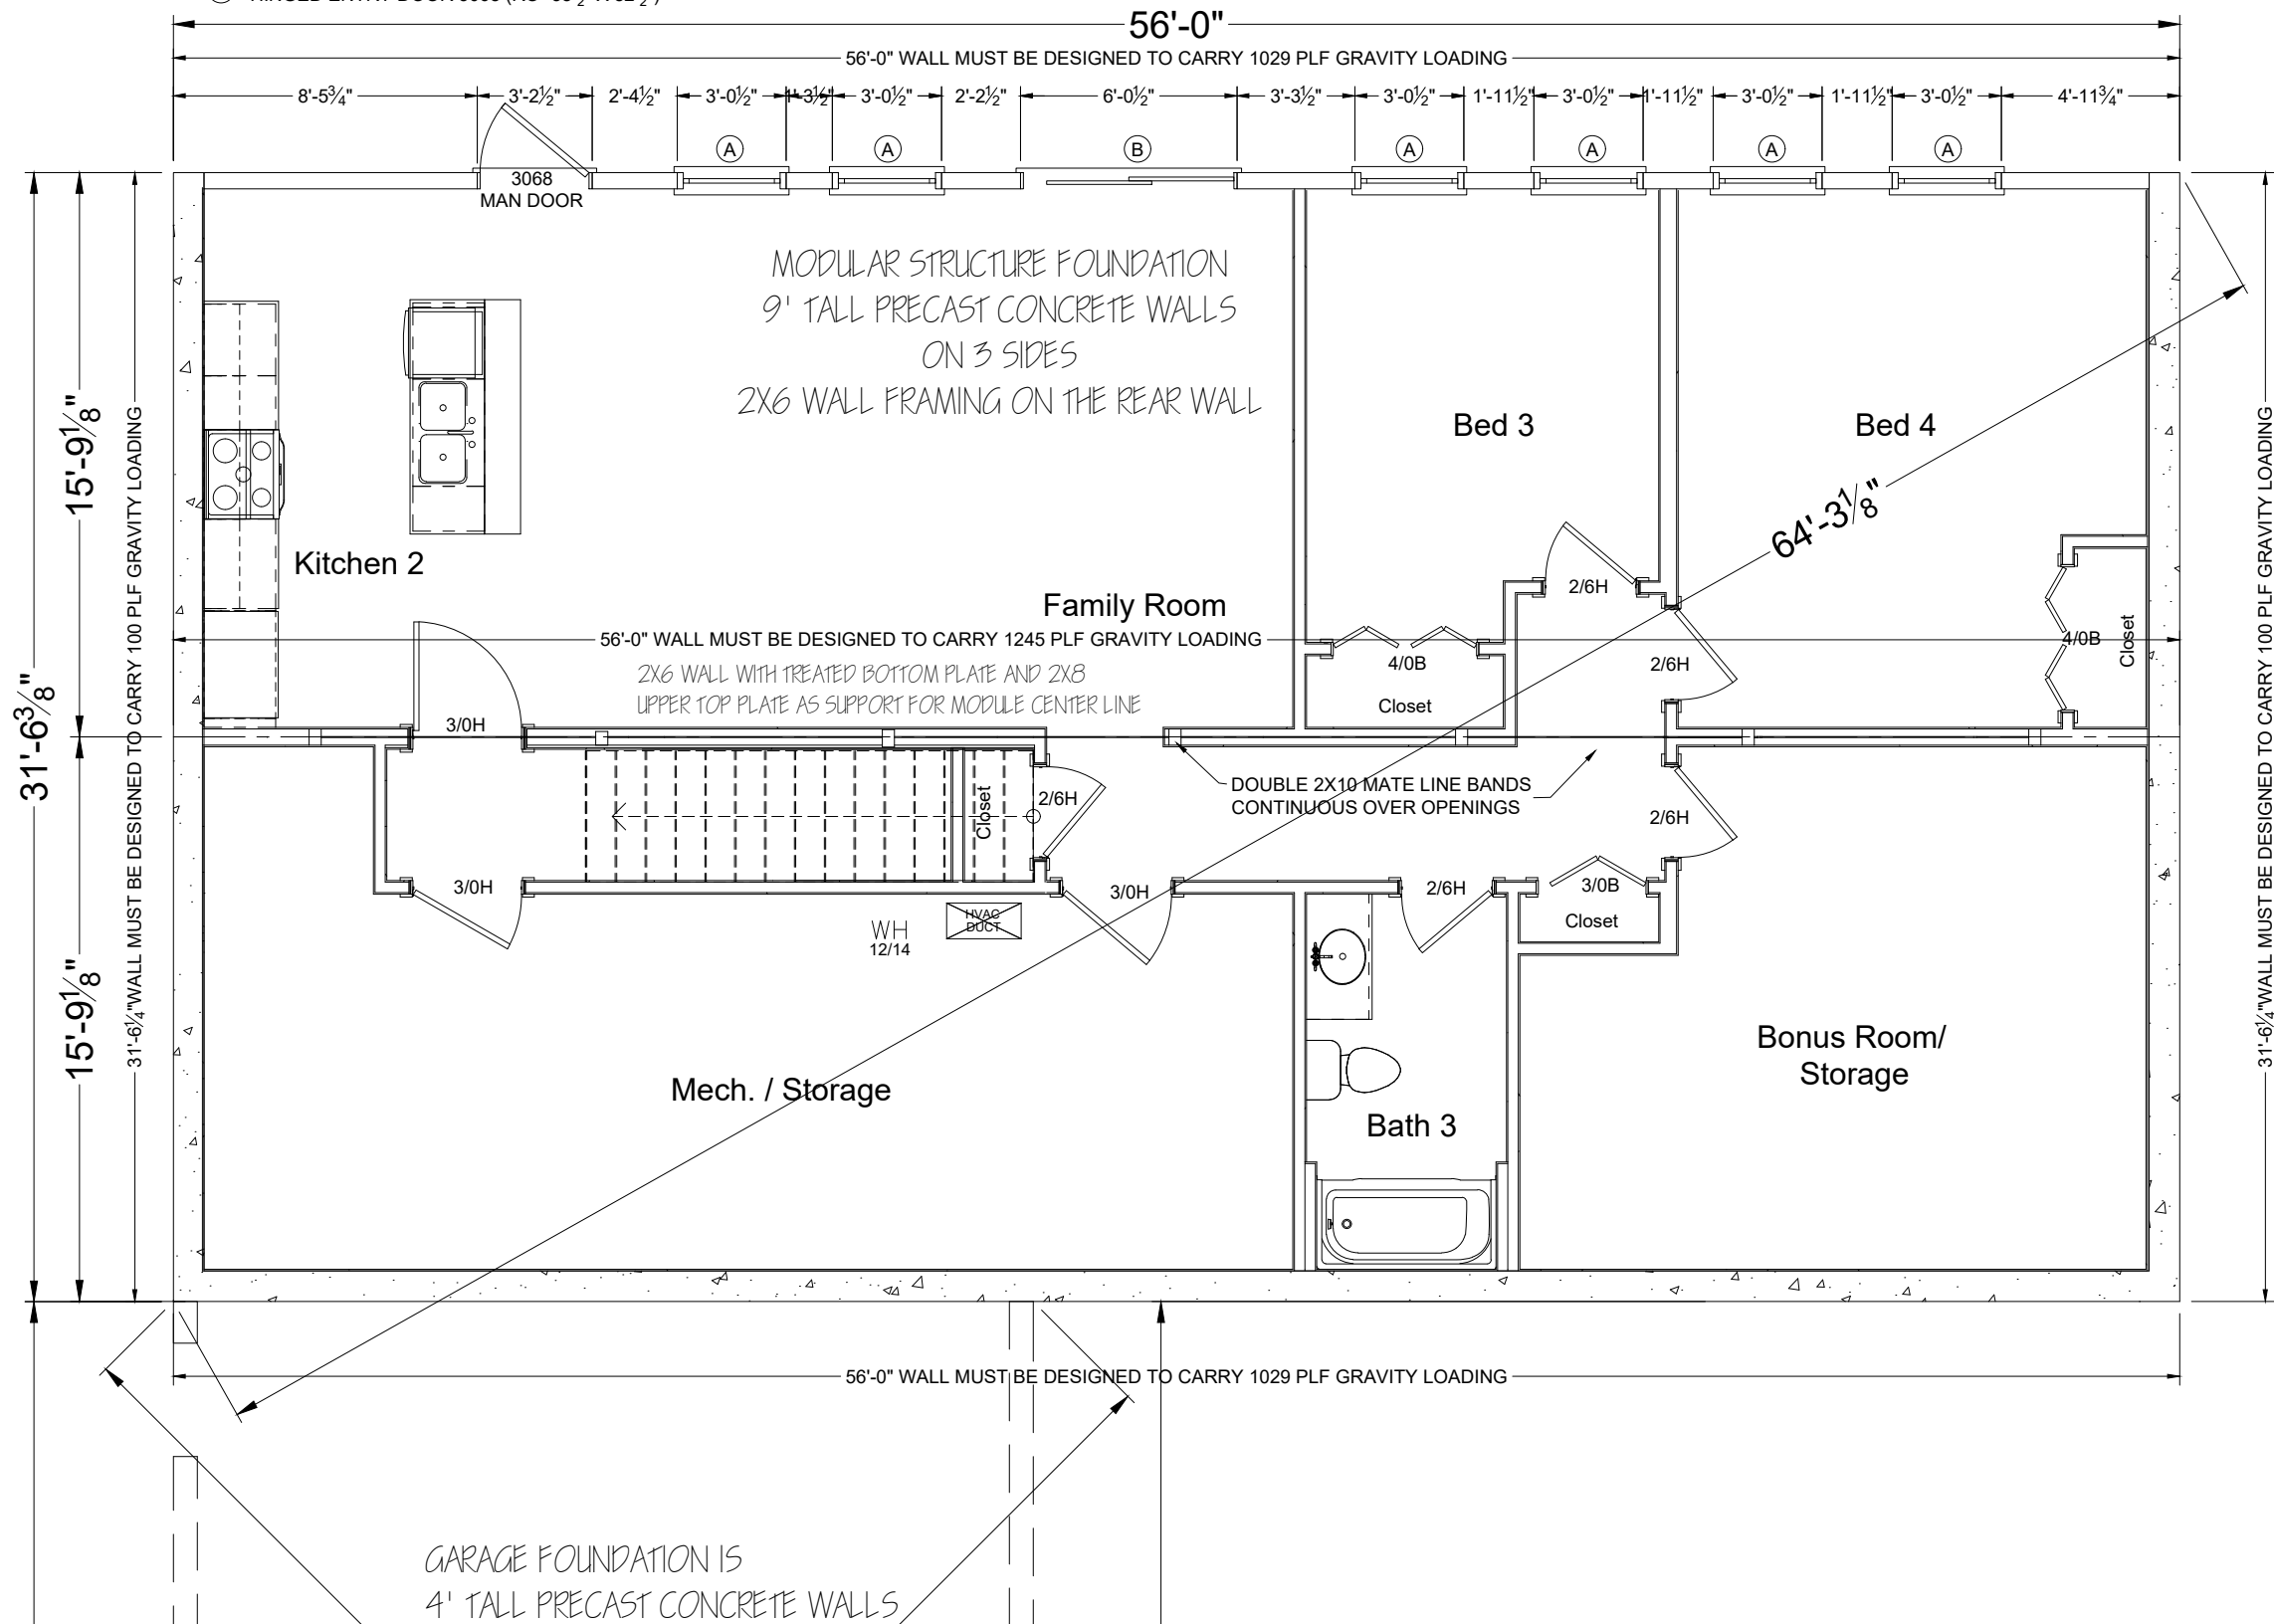 56'-0"
56'-0" WALL MUST BE DESIGNED TO CARRY 1029 PLF GRAVITY LOADING
8'-5¾" 3'-2½" 2'-4½" 3'-0½" 1'-3½" 3'-0½" 2'-2½" 6'-0½" 3'-3½" 3'-0½" 1'-11½" 3'-0½" 1'-11½" 3'-0½" 1'-11½" 3'-0½" 4'-11¾"
A A B A A A A
3068
MAN DOOR
MODULAR STRUCTURE FOUNDATION
9' TALL PRECAST CONCRETE WALLS
ON 3 SIDES
2X6 WALL FRAMING ON THE REAR WALL
Bed 3
Bed 4
15'-9⅛"
31'-6¼"WALL MUST BE DESIGNED TO CARRY 100 PLF GRAVITY LOADING
31'-6⅜"
64'-3⅛"
Kitchen 2
Family Room
2/6H
56'-0" WALL MUST BE DESIGNED TO CARRY 1245 PLF GRAVITY LOADING
2X6 WALL WITH TREATED BOTTOM PLATE AND 2X8
UPPER TOP PLATE AS SUPPORT FOR MODULE CENTER LINE
4/0B
Closet
2/6H
4/0B
Closet
3/0H
DOUBLE 2X10 MATE LINE BANDS
CONTINUOUS OVER OPENINGS
Closet
2/6H
2/6H
3/0H
3/0H
2/6H
3/0B
Closet
HVAC
DUCT
WH
12/14
15'-9⅛"
Mech. / Storage
Bath 3
Bonus Room/
Storage
31'-6¼"WALL MUST BE DESIGNED TO CARRY 100 PLF GRAVITY LOADING
56'-0" WALL MUST BE DESIGNED TO CARRY 1029 PLF GRAVITY LOADING
GARAGE FOUNDATION IS
4' TALL PRECAST CONCRETE WALLS